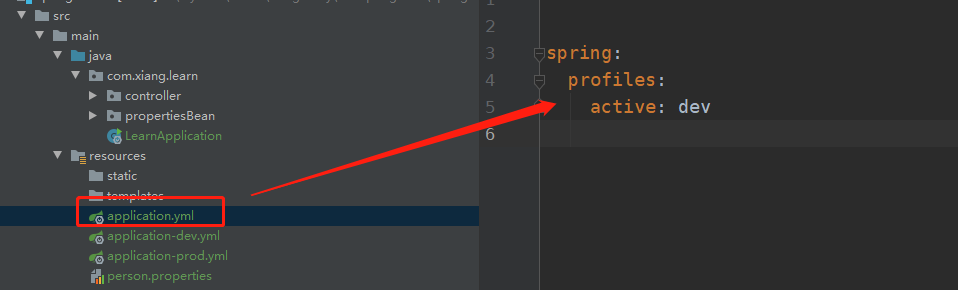 src
main
java
com.xiang.learn
controller
propertiesBean
LearnApplication
resources
static
templates
application.yml
application-dev.yml
application-prod.yml
person.properties
1
2
3 spring:
4 profiles:
5 active: dev
6